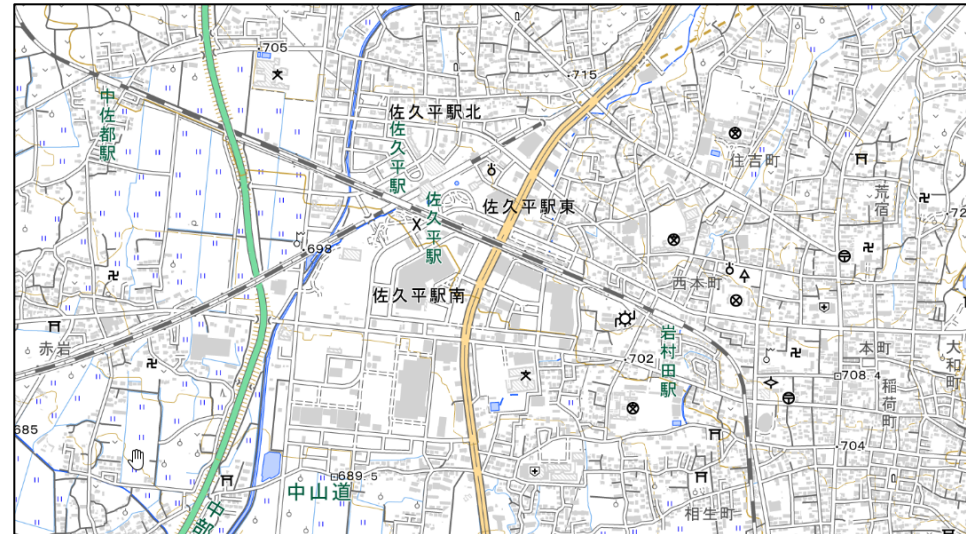 705
715
中佐都駅
佐久平駅北
佐久平駅
住吉町
荒宿
佐久平駅
佐久平駅東
698
佐久平駅南
西本町
赤岩
岩村田駅
702
本町
大和町
708.4
稲荷町
685
704
689.5
中山道
相生町
中部